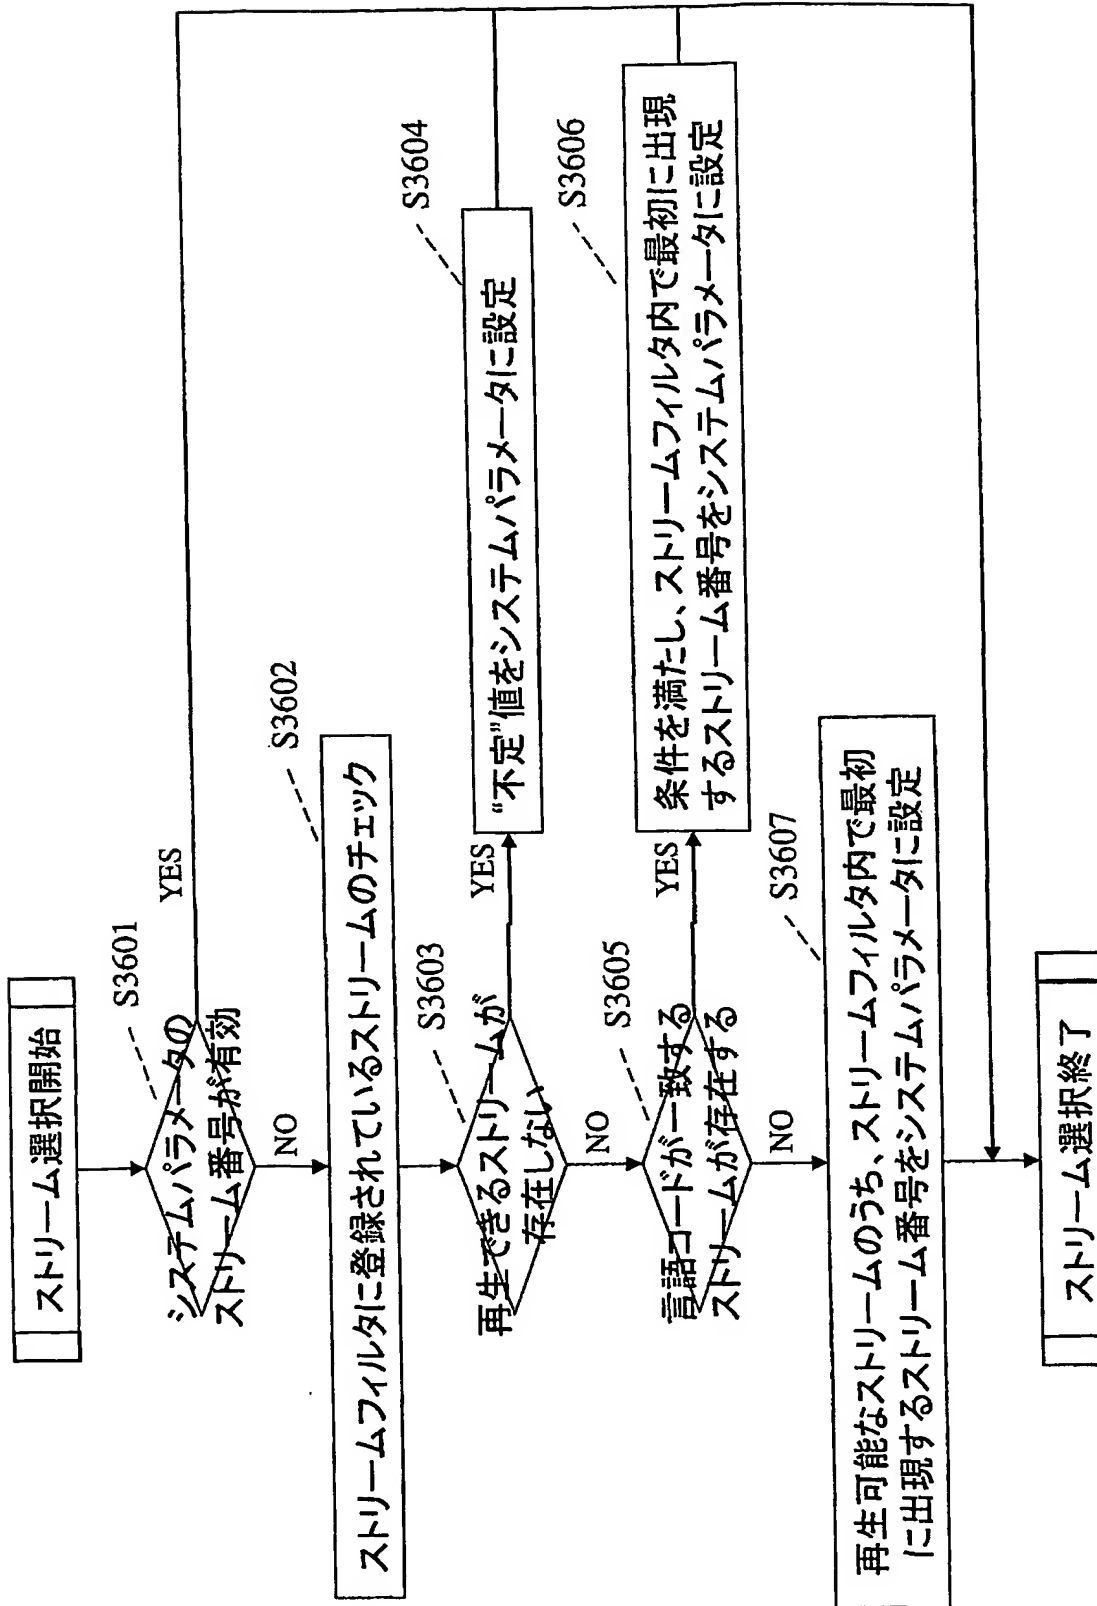 ストリーム選択開始
S3601
システムパラメータの
ストリーム番号が有効
YES
NO
S3602
ストリームフィルタに登録されているストリームのチェック
S3603
再生できるストリームが
存在しない
YES
NO
S3604
“不定”値をシステムパラメータに設定
S3605
言語コードが一致する
ストリームが存在する
YES
NO
S3606
条件を満たし、ストリームフィルタ内で最初に出現
するストリーム番号をシステムパラメータに設定
S3607
再生可能なストリームのうち、ストリームフィルタ内で最初
に出現するストリーム番号をシステムパラメータに設定
ストリーム選択終了